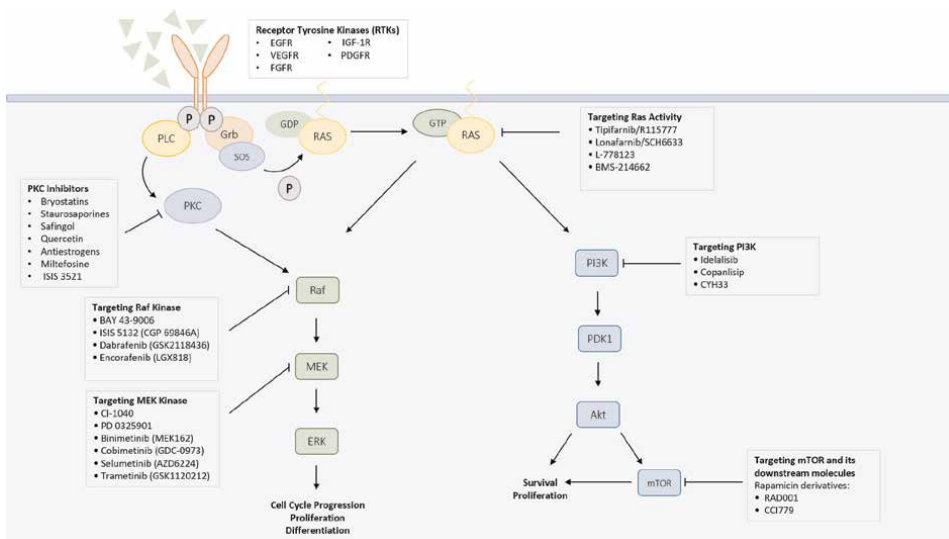 Receptor Tyrosine Kinases (RTKs)
• EGFR • IGF-1R
• VEGFR • PDGFR
• FGFR
P
P
PLC
Grb
SOS
GDP
RAS
P
GTP
RAS
Targeting Ras Activity
• Tipifarnib/R115777
• Lonafarnib/SCH6633
• L-778123
• BMS-214662
PKC Inhibitors
• Bryostatins
• Staurosaporines
• Safingol
• Quercetin
• Antiestrogens
• Miltefosine
• ISIS 3521
PKC
Targeting PI3K
• Idelalisib
• Copanlisip
• CYH33
PI3K
Raf
Targeting Raf Kinase
• BAY 43-9006
• ISIS 5132 (CGP 69846A)
• Dabrafenib (GSK2118436)
• Encorafenib (LGX818)
PDK1
MEK
Targeting MEK Kinase
• CI-1040
• PD 0325901
• Binimetinib (MEK162)
• Cobimetinib (GDC-0973)
• Selumetinib (AZD6224)
• Trametinib (GSK1120212)
Akt
ERK
Targeting mTOR and its
downstream molecules
Rapamicin derivatives:
• RAD001
• CCI779
Survival
Proliferation
mTOR
Cell Cycle Progression
Proliferation
Differentiation